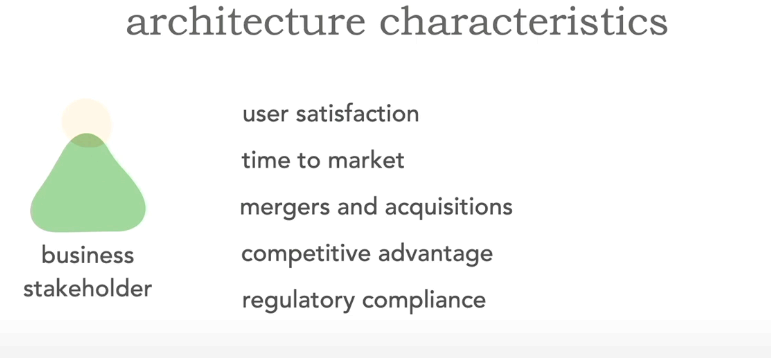 architecture characteristics
user satisfaction
time to market
mergers and acquisitions
competitive advantage
regulatory compliance
business
stakeholder